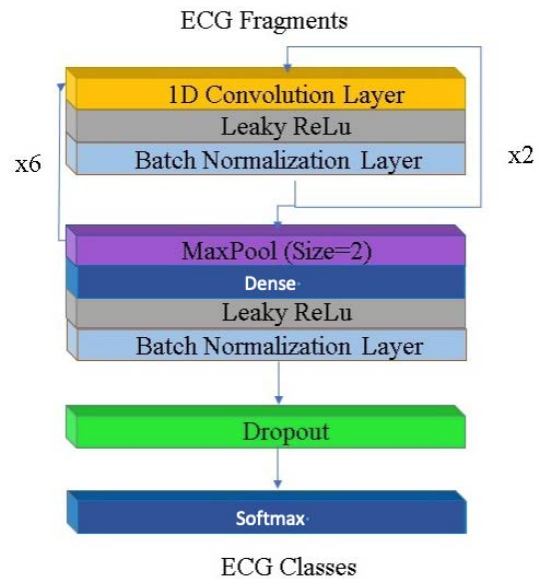 ECG Fragments
1D Convolution Layer
Leaky ReLu
Batch Normalization Layer
x6
x2
MaxPool (Size=2)
Dense
Leaky ReLu
Batch Normalization Layer
Dropout
Softmax
ECG Classes